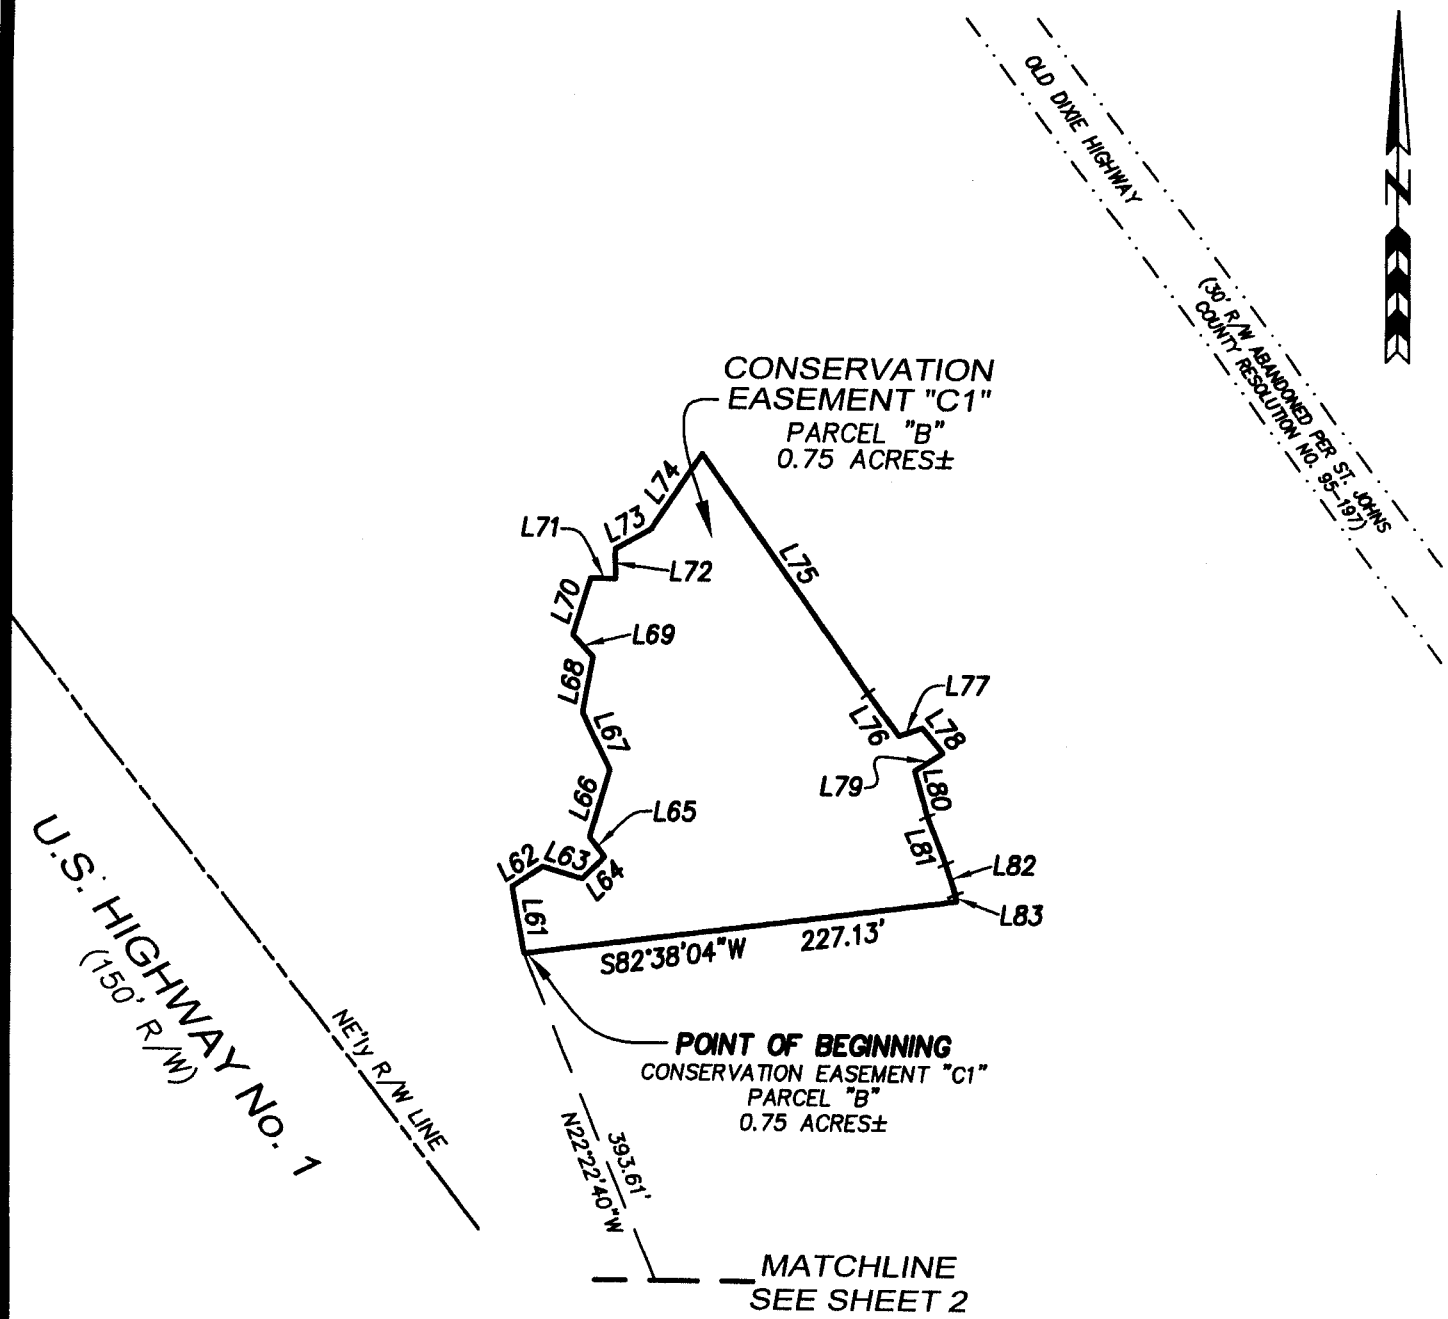 OLD DIXIE HIGHWAY
(30' R/W ABANDONED PER ST. JOHNS
COUNTY RESOLUTION NO. 95-197)
N
CONSERVATION
EASEMENT "C1"
PARCEL "B"
0.75 ACRES±
L74
L73
L71
L72
L75
L70
L69
L68
L77
L76
L78
L67
L79
L80
L66
L65
L81
L62
L63
L64
L82
L61
L83
S82°38'04"W
227.13'
U.S. HIGHWAY No. 1
(150' R/W)
NE'ly R/W LINE
POINT OF BEGINNING
CONSERVATION EASEMENT "C1"
PARCEL "B"
0.75 ACRES±
393.61'
N22°22'40"W
MATCHLINE
SEE SHEET 2